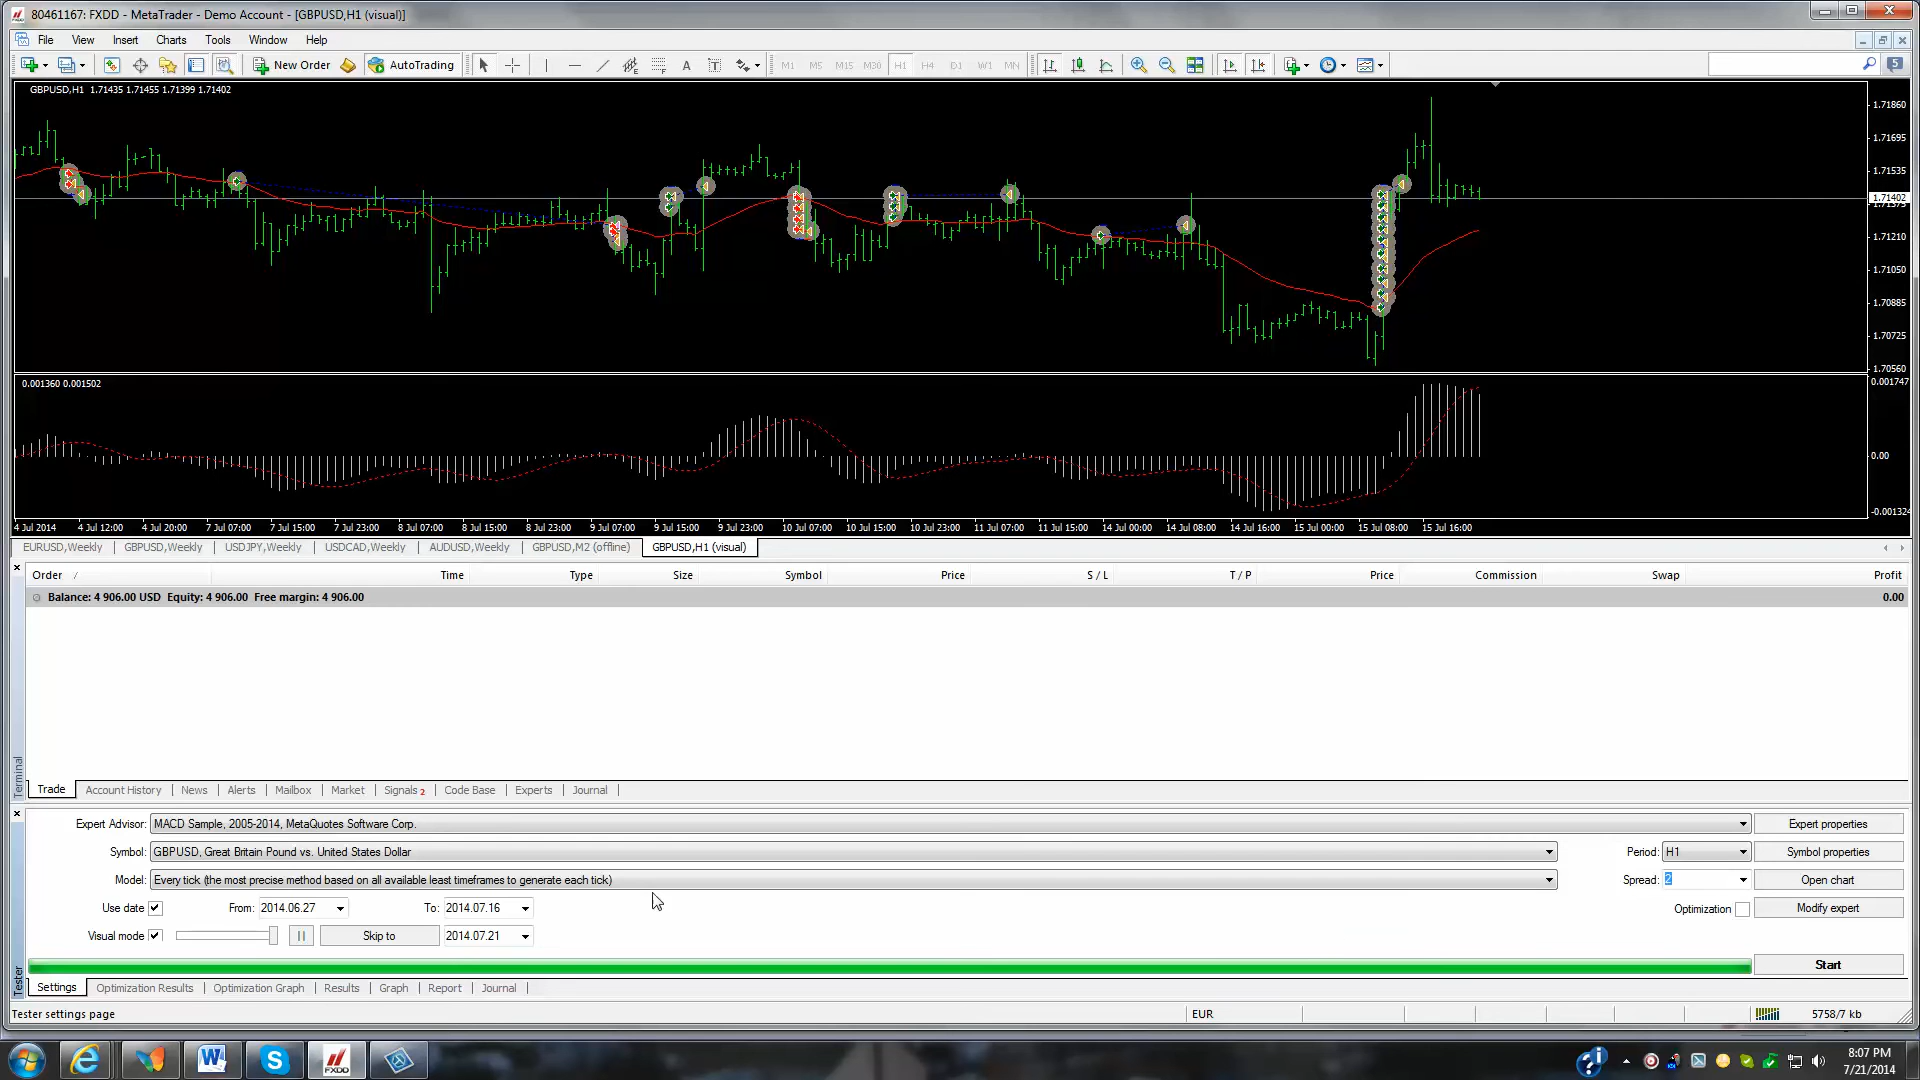 80461167: FXDD - MetaTrader - Demo Account - [GBPUSD,H1 (visual)]
File View Insert Charts Tools Window Help
New Order AutoTrading A T M1 M5 M15 M30 H1 H4 D1 W1 MN 5
GBPUSD,H1 1.71435 1.71455 1.71399 1.71402
1.71860
1.71695
1.71535
1.71402
1.71375
1.71210
1.71050
1.70885
1.70725
1.70560
0.001360 0.001502
0.001747
0.00
-0.001324
4 Jul 2014 4 Jul 12:00 4 Jul 20:00 7 Jul 07:00 7 Jul 15:00 7 Jul 23:00 8 Jul 07:00 8 Jul 15:00 8 Jul 23:00 9 Jul 07:00 9 Jul 15:00 9 Jul 23:00 10 Jul 07:00 10 Jul 15:00 10 Jul 23:00 11 Jul 07:00 11 Jul 15:00 14 Jul 00:00 14 Jul 08:00 14 Jul 16:00 15 Jul 00:00 15 Jul 08:00 15 Jul 16:00
EURUSD,Weekly GBPUSD,Weekly USDJPY,Weekly USDCAD,Weekly AUDUSD,Weekly GBPUSD,M2 (offline) GBPUSD,H1 (visual)
Order / Time Type Size Symbol Price S / L T / P Price Commission Swap Profit
Balance: 4 906.00 USD Equity: 4 906.00 Free margin: 4 906.00 0.00
Terminal
Trade Account History News Alerts Mailbox Market Signals 2 Code Base Experts Journal
Expert Advisor: MACD Sample, 2005-2014, MetaQuotes Software Corp. Expert properties
Symbol: GBPUSD, Great Britain Pound vs. United States Dollar Period: H1 Symbol properties
Model: Every tick (the most precise method based on all available least timeframes to generate each tick) Spread: 2 Open chart
Use date From: 2014.06.27 To: 2014.07.16 Optimization Modify expert
Visual mode Skip to 2014.07.21
Start
Tester
Settings Optimization Results Optimization Graph Results Graph Report Journal
Tester settings page EUR 5758/7 kb
FXDD
8:07 PM
7/21/2014